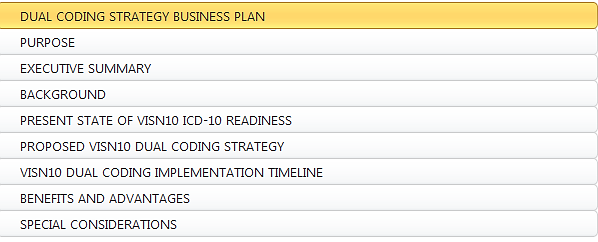 DUAL CODING STRATEGY BUSINESS PLAN
PURPOSE
EXECUTIVE SUMMARY
BACKGROUND
PRESENT STATE OF VISN10 ICD-10 READINESS
PROPOSED VISN10 DUAL CODING STRATEGY
VISN10 DUAL CODING IMPLEMENTATION TIMELINE
BENEFITS AND ADVANTAGES
SPECIAL CONSIDERATIONS